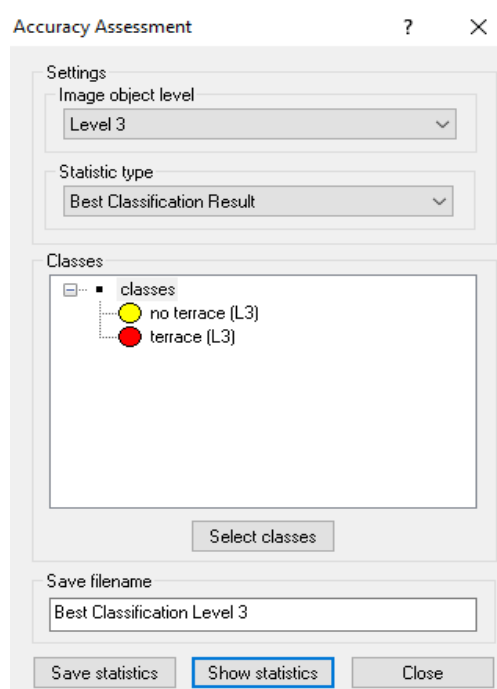 Accuracy Assessment ?
Settings
Image object level
Level 3
Statistic type
Best Classification Result
Classes
classes
no terrace (L3)
terrace (L3)
Select classes
Save filename
Best Classification Level 3
Save statistics Show statistics Close